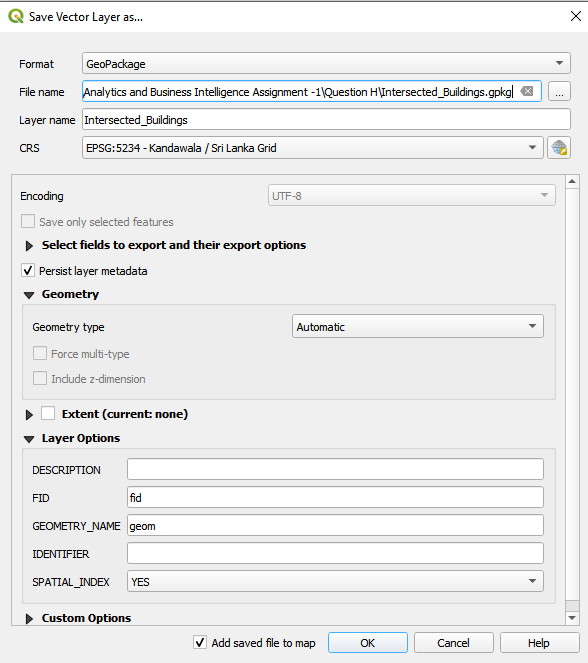 Save Vector Layer as...
Format GeoPackage
File name Analytics and Business Intelligence Assignment -1\Question H\Intersected_Buildings.gpkg ...
Layer name Intersected_Buildings
CRS EPSG:5234 - Kandawala / Sri Lanka Grid
Encoding UTF-8
Save only selected features
Select fields to export and their export options
Persist layer metadata
Geometry
Geometry type Automatic
Force multi-type
Include z-dimension
Extent (current: none)
Layer Options
DESCRIPTION
FID fid
GEOMETRY_NAME geom
IDENTIFIER
SPATIAL_INDEX YES
Custom Options
Add saved file to map OK Cancel Help